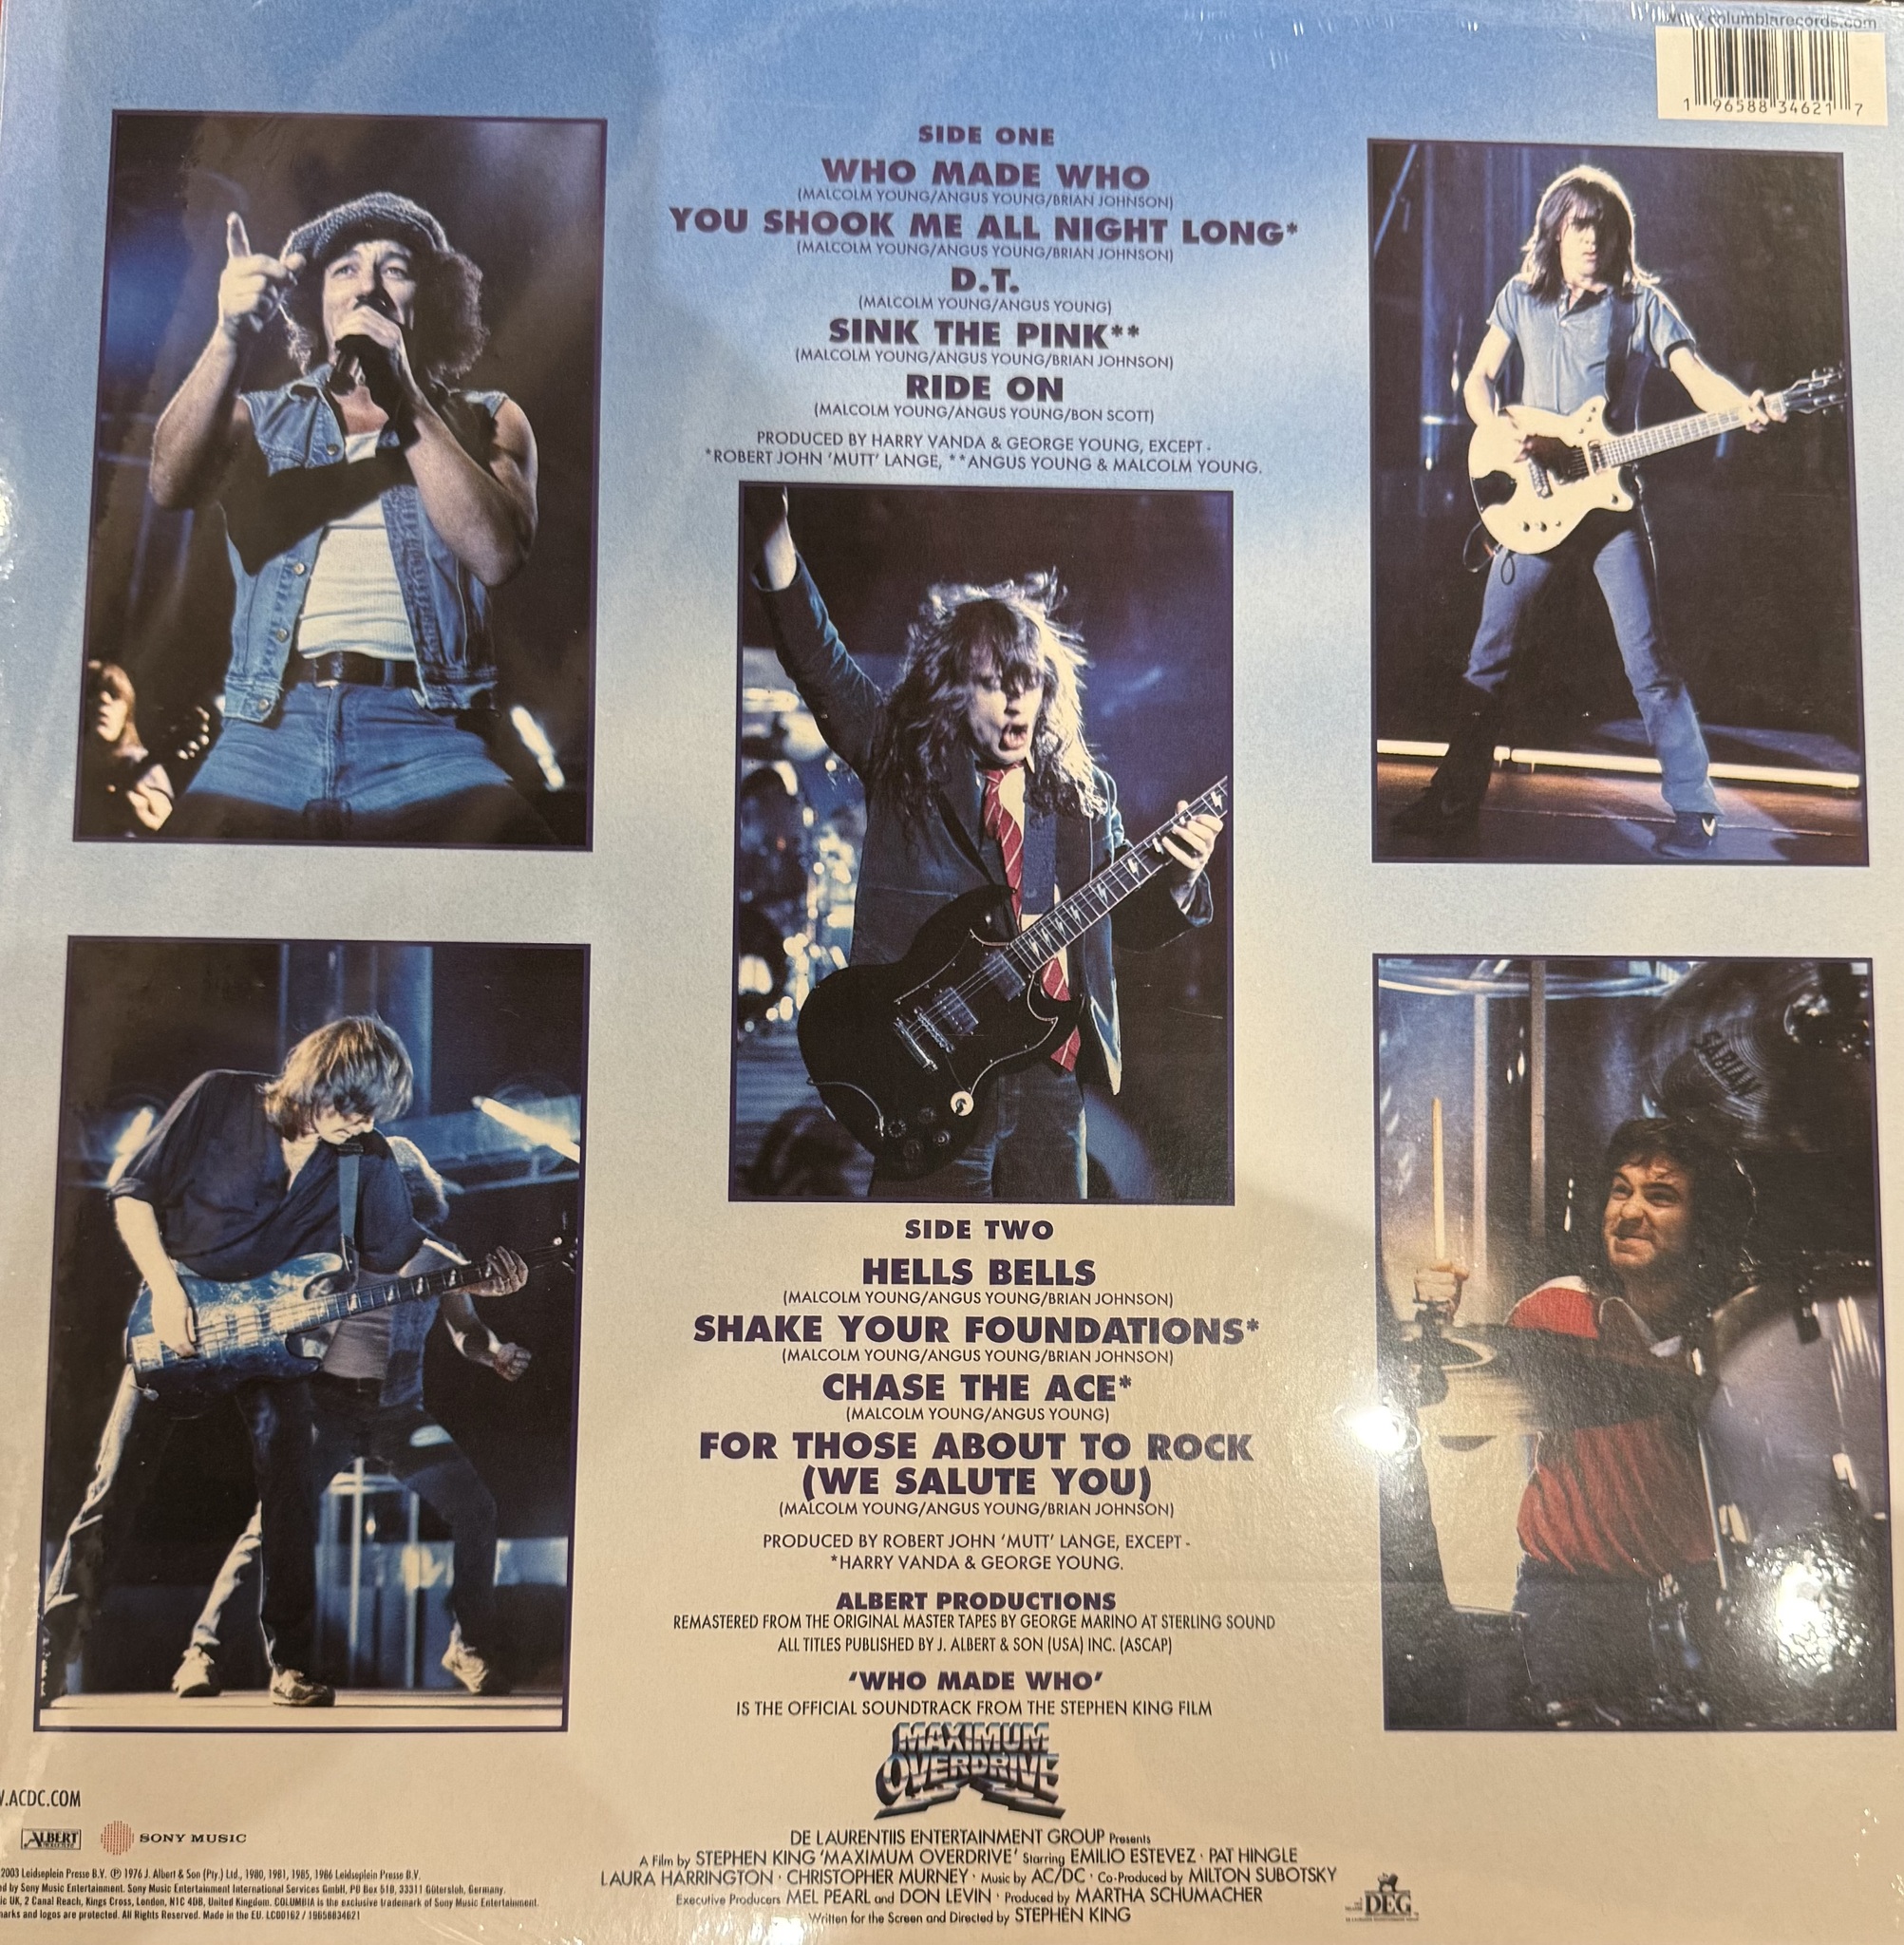 www.columbiarecords.com
1 96588 34621 7
SIDE ONE
WHO MADE WHO
(MALCOLM YOUNG/ANGUS YOUNG/BRIAN JOHNSON)
YOU SHOOK ME ALL NIGHT LONG*
(MALCOLM YOUNG/ANGUS YOUNG/BRIAN JOHNSON)
D.T.
(MALCOLM YOUNG/ANGUS YOUNG)
SINK THE PINK**
(MALCOLM YOUNG/ANGUS YOUNG/BRIAN JOHNSON)
RIDE ON
(MALCOLM YOUNG/ANGUS YOUNG/BON SCOTT)
PRODUCED BY HARRY VANDA & GEORGE YOUNG, EXCEPT -
*ROBERT JOHN 'MUTT' LANGE, **ANGUS YOUNG & MALCOLM YOUNG.
SABIAN
SIDE TWO
HELLS BELLS
(MALCOLM YOUNG/ANGUS YOUNG/BRIAN JOHNSON)
SHAKE YOUR FOUNDATIONS*
(MALCOLM YOUNG/ANGUS YOUNG/BRIAN JOHNSON)
CHASE THE ACE*
(MALCOLM YOUNG/ANGUS YOUNG)
FOR THOSE ABOUT TO ROCK
(WE SALUTE YOU)
(MALCOLM YOUNG/ANGUS YOUNG/BRIAN JOHNSON)
PRODUCED BY ROBERT JOHN 'MUTT' LANGE, EXCEPT -
*HARRY VANDA & GEORGE YOUNG.
ALBERT PRODUCTIONS
REMASTERED FROM THE ORIGINAL MASTER TAPES BY GEORGE MARINO AT STERLING SOUND
ALL TITLES PUBLISHED BY J. ALBERT & SON (USA) INC. (ASCAP)
'WHO MADE WHO'
IS THE OFFICIAL SOUNDTRACK FROM THE STEPHEN KING FILM
MAXIMUM
OVERDRIVE
DE LAURENTIIS ENTERTAINMENT GROUP Presents
A Film by STEPHEN KING 'MAXIMUM OVERDRIVE' Starring EMILIO ESTEVEZ · PAT HINGLE
LAURA HARRINGTON · CHRISTOPHER MURNEY · Music by AC/DC · Co-Produced by MILTON SUBOTSKY
Executive Producers MEL PEARL and DON LEVIN · Produced by MARTHA SCHUMACHER
Written for the Screen and Directed by STEPHEN KING
DEG
.ACDC.COM
ALBERT
SONY MUSIC
2003 Leidseplein Presse B.V. ℗ 1976 J. Albert & Son (Pty.) Ltd., 1980, 1981, 1985, 1986 Leidseplein Presse B.V.
ed by Sony Music Entertainment. Sony Music Entertainment International Services GmbH, PO Box 510, 33311 Gütersloh, Germany.
ic UK, 2 Canal Reach, Kings Cross, London, N1C 4DB, United Kingdom. COLUMBIA is the exclusive trademark of Sony Music Entertainment.
arks and logos are protected. All Rights Reserved. Made in the EU. LC00162 / 19658834621